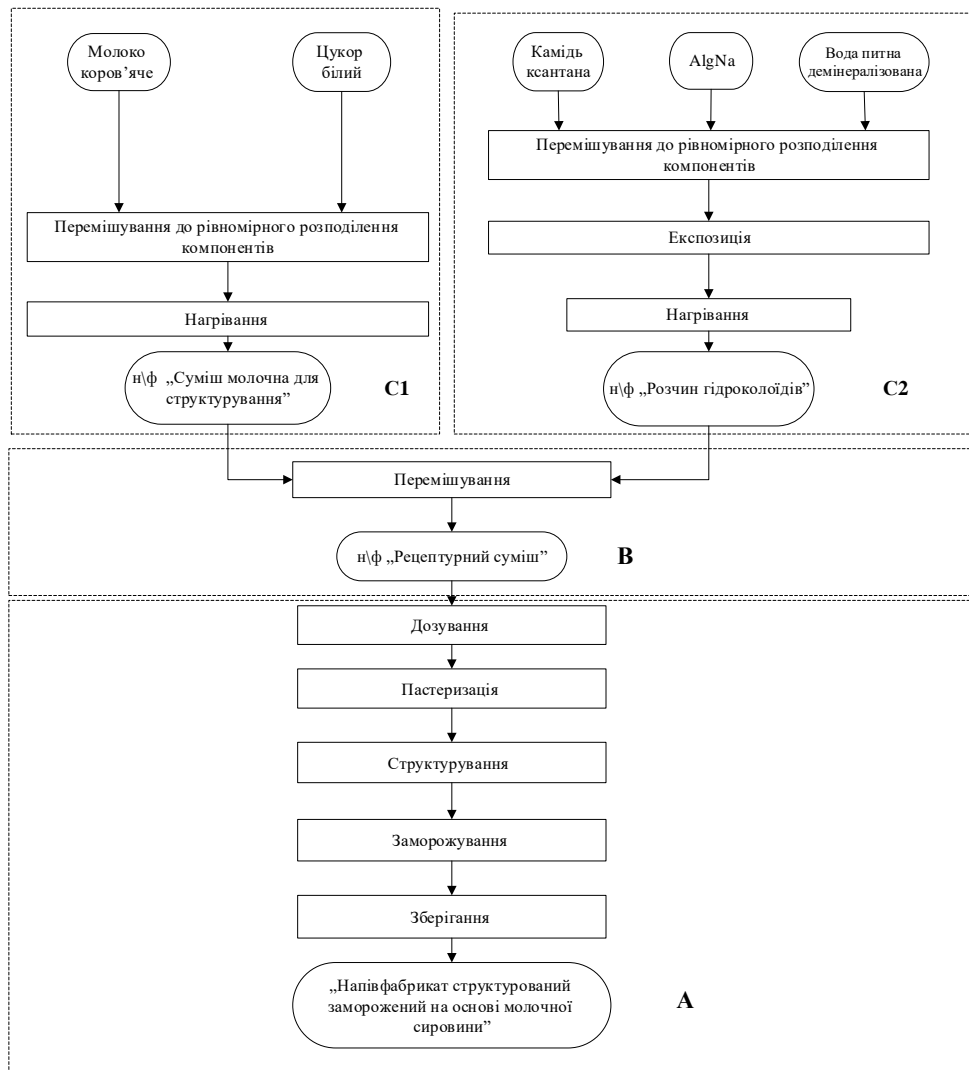 Молоко
коров’яче
Цукор
білий
Перемішування до рівномірного розподілення
компонентів
Нагрівання
н\ф „Суміш молочна для
структурування”
С1
Камідь
ксантана
AlgNa
Вода питна
демінералізована
Перемішування до рівномірного розподілення
компонентів
Експозиція
Нагрівання
н\ф „Розчин гідроколоїдів”
С2
Перемішування
н\ф „Рецептурний суміш”
В
Дозування
Пастеризація
Структурування
Заморожування
Зберігання
„Напівфабрикат структурований
заморожений на основі молочної
сировини”
А